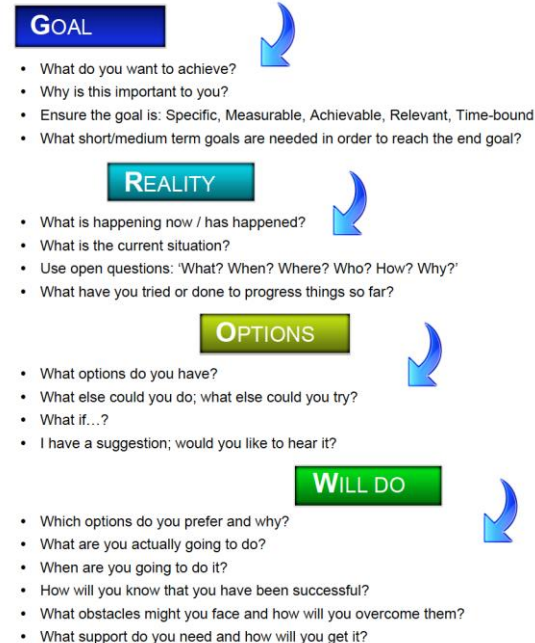 GOAL
• What do you want to achieve?
• Why is this important to you?
• Ensure the goal is: Specific, Measurable, Achievable, Relevant, Time-bound
• What short/medium term goals are needed in order to reach the end goal?
REALITY
• What is happening now / has happened?
• What is the current situation?
• Use open questions: ‘What? When? Where? Who? How? Why?’
• What have you tried or done to progress things so far?
OPTIONS
• What options do you have?
• What else could you do; what else could you try?
• What if…?
• I have a suggestion; would you like to hear it?
WILL DO
• Which options do you prefer and why?
• What are you actually going to do?
• When are you going to do it?
• How will you know that you have been successful?
• What obstacles might you face and how will you overcome them?
• What support do you need and how will you get it?